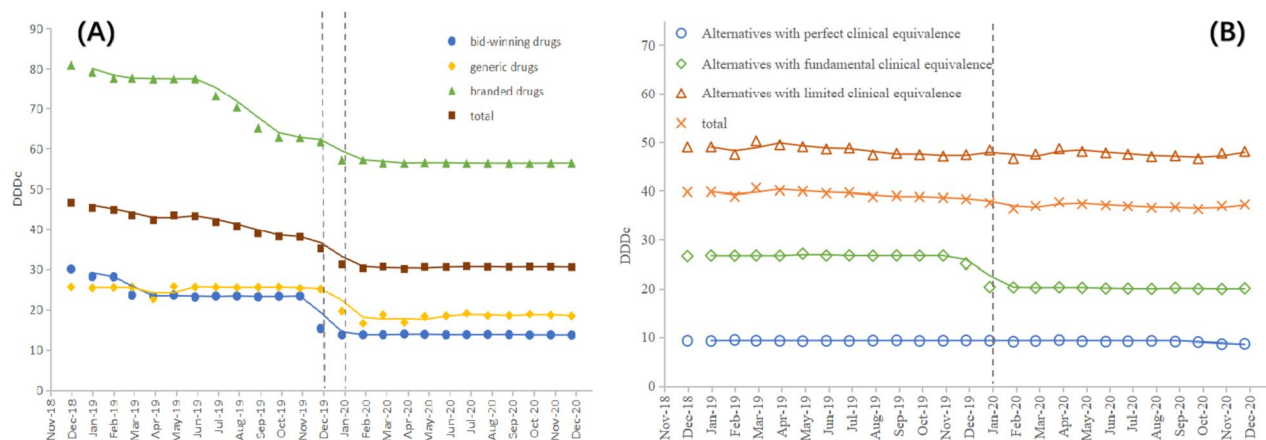 (A)
90
80
70
60
50
40
30
20
10
0
DDDc
bid-winning drugs
generic drugs
branded drugs
total
Nov-18
Dec-18
Jan-19
Feb-19
Mar-19
Apr-19
May-19
Jun-19
Jul-19
Aug-19
Sep-19
Oct-19
Nov-19
Dec-19
Jan-20
Feb-20
Mar-20
Apr-20
May-20
Jun-20
Jul-20
Aug-20
Sep-20
Oct-20
Nov-20
Dec-20
(B)
70
60
50
40
30
20
10
0
DDDc
Alternatives with perfect clinical equivalence
Alternatives with fundamental clinical equivalence
Alternatives with limited clinical equivalence
total
Nov-18
Dec-18
Jan-19
Feb-19
Mar-19
Apr-19
May-19
Jun-19
Jul-19
Aug-19
Sep-19
Oct-19
Nov-19
Dec-19
Jan-20
Feb-20
Mar-20
Apr-20
May-20
Jun-20
Jul-20
Aug-20
Sep-20
Oct-20
Nov-20
Dec-20